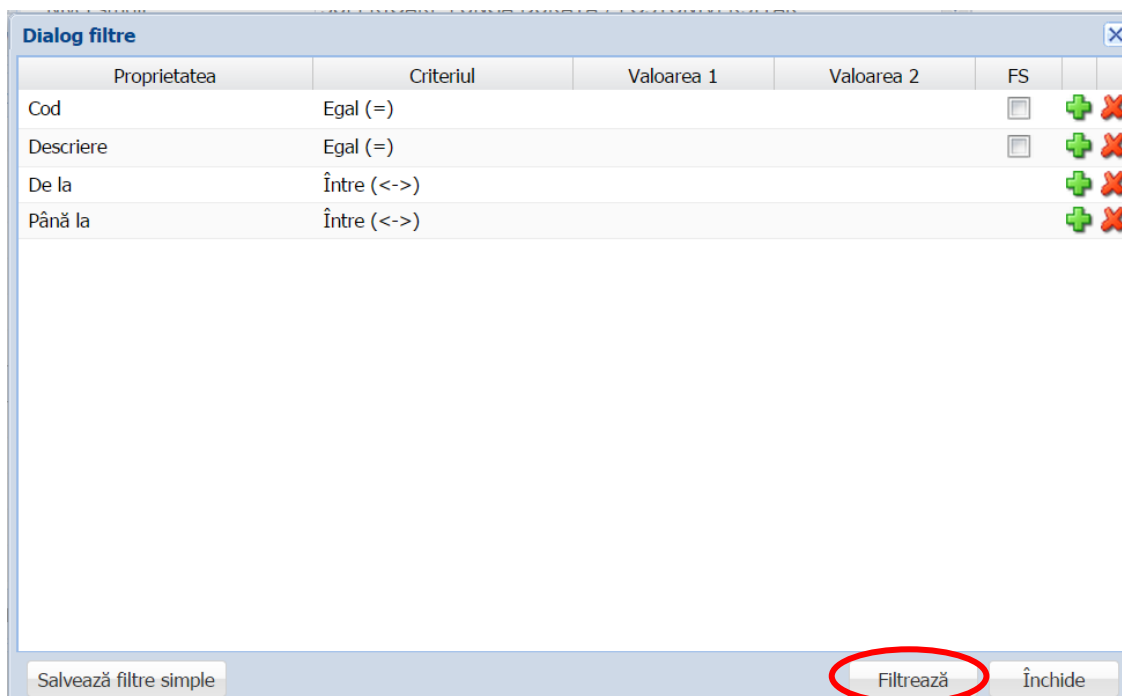 Dialog filtre
Proprietatea Criteriul Valoarea 1 Valoarea 2 FS
Cod Egal (=)
Descriere Egal (=)
De la Între (<->)
Până la Între (<->)
Salvează filtre simple Filtrează Închide